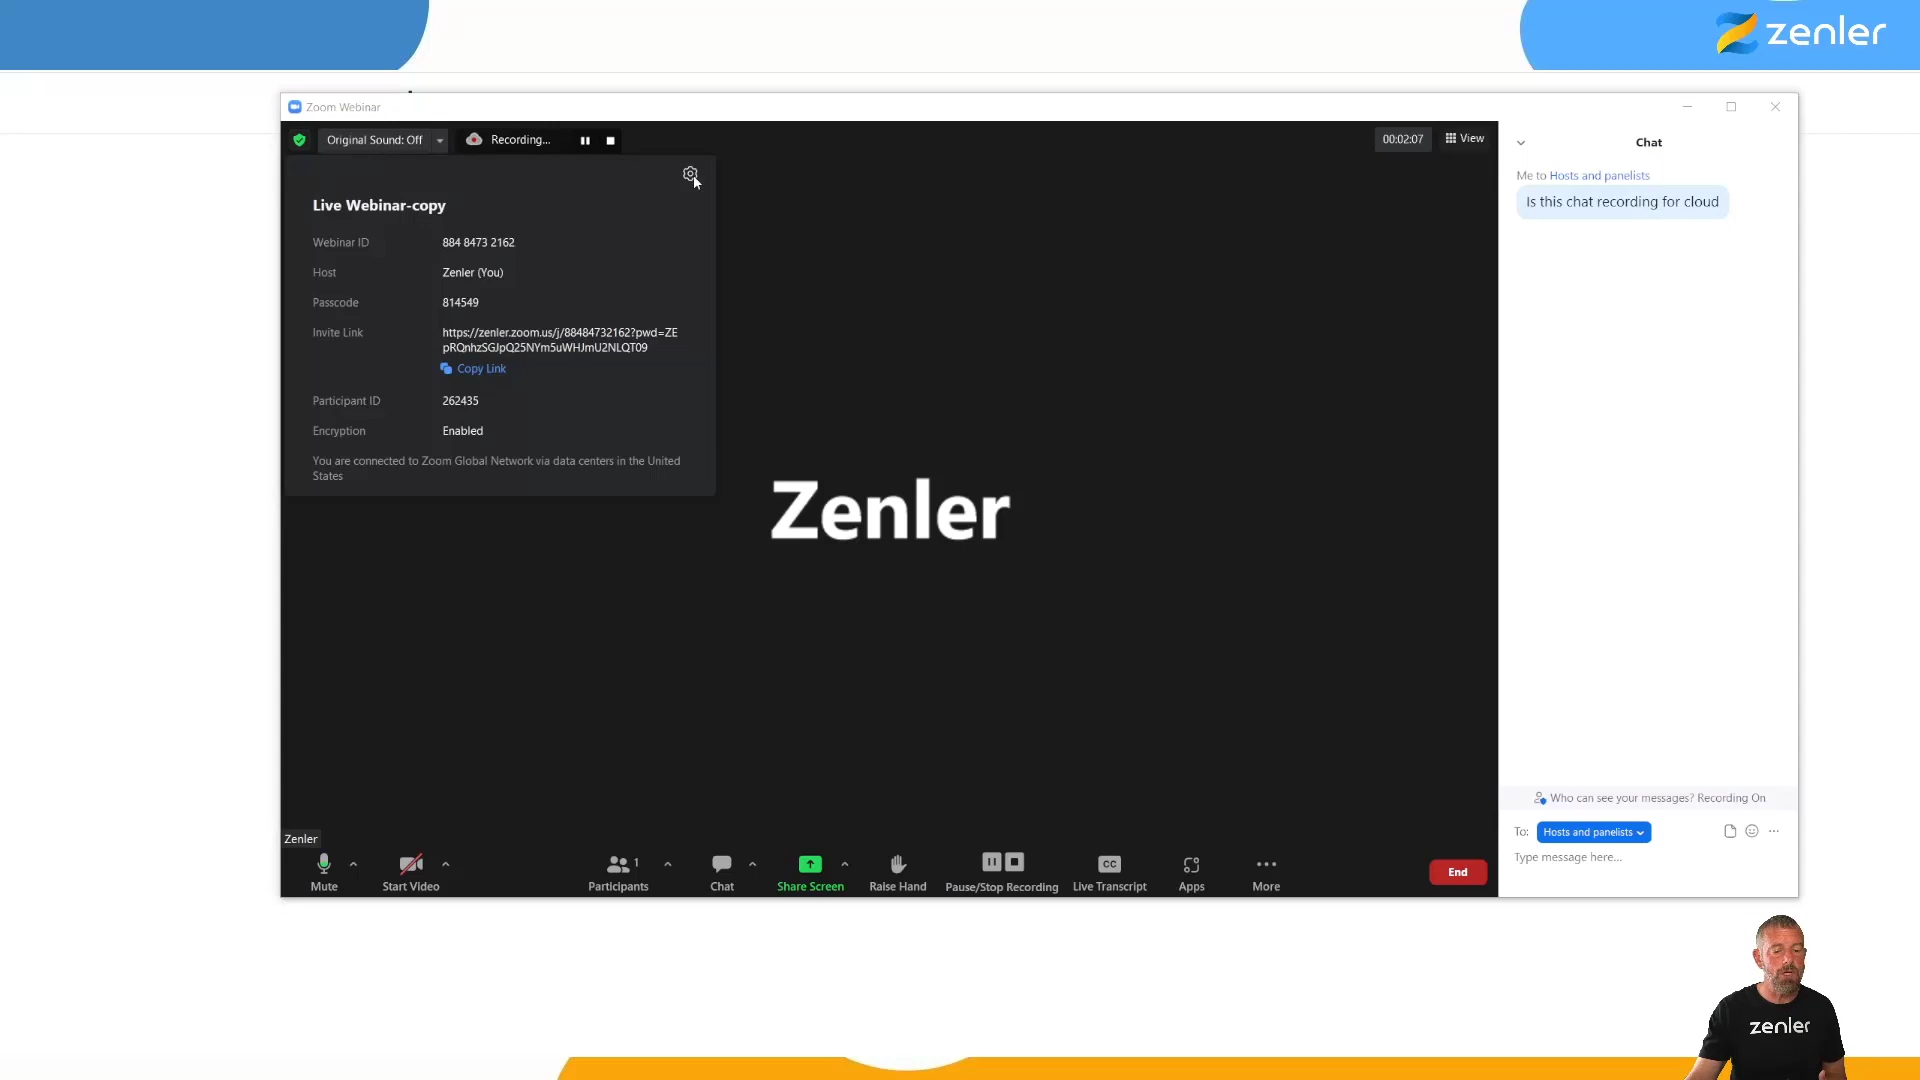 zenler
Zoom Webinar
Original Sound: Off
Recording...
00:02:07
View
Live Webinar-copy
Webinar ID
884 8473 2162
Host
Zenler (You)
Passcode
814549
Invite Link
https://zenler.zoom.us/j/88484732162?pwd=ZE
pRQnhzSGJpQ25NYm5uWHJmU2NLQT09
Copy Link
Participant ID
262435
Encryption
Enabled
You are connected to Zoom Global Network via data centers in the United
States
Zenler
Zenler
Mute
Start Video
1
Participants
Chat
Share Screen
Raise Hand
Pause/Stop Recording
CC
Live Transcript
Apps
More
End
Chat
Me to Hosts and panelists
Is this chat recording for cloud
Who can see your messages? Recording On
To: Hosts and panelists
Type message here...
zenler